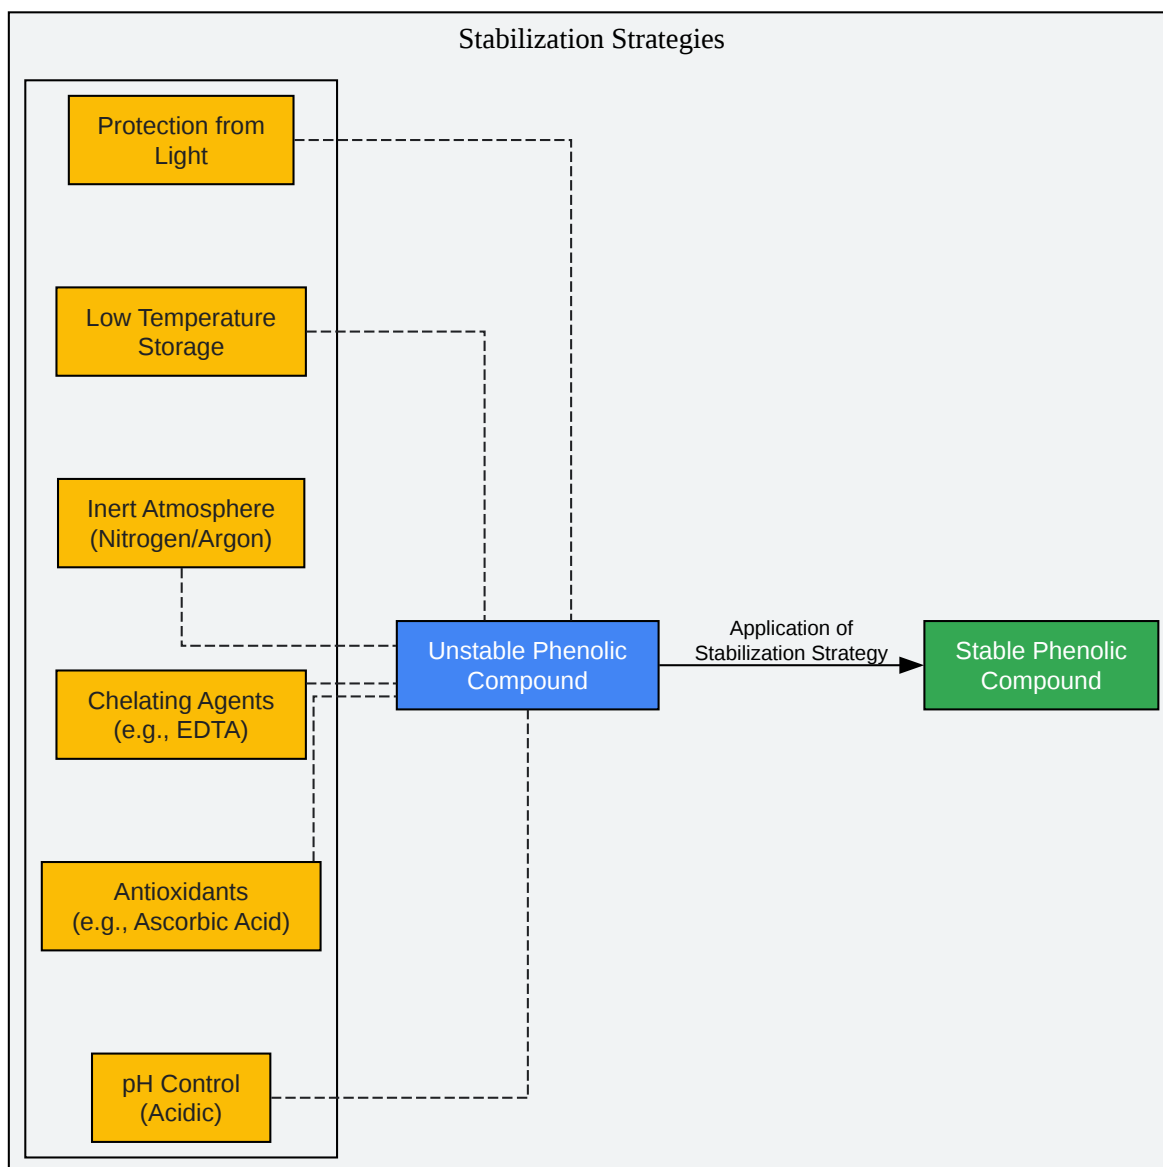 Stabilization Strategies
Protection from
Light
Low Temperature
Storage
Inert Atmosphere
(Nitrogen/Argon)
Chelating Agents
(e.g., EDTA)
Antioxidants
(e.g., Ascorbic Acid)
pH Control
(Acidic)
Unstable Phenolic
Compound
Application of
Stabilization Strategy
Stable Phenolic
Compound